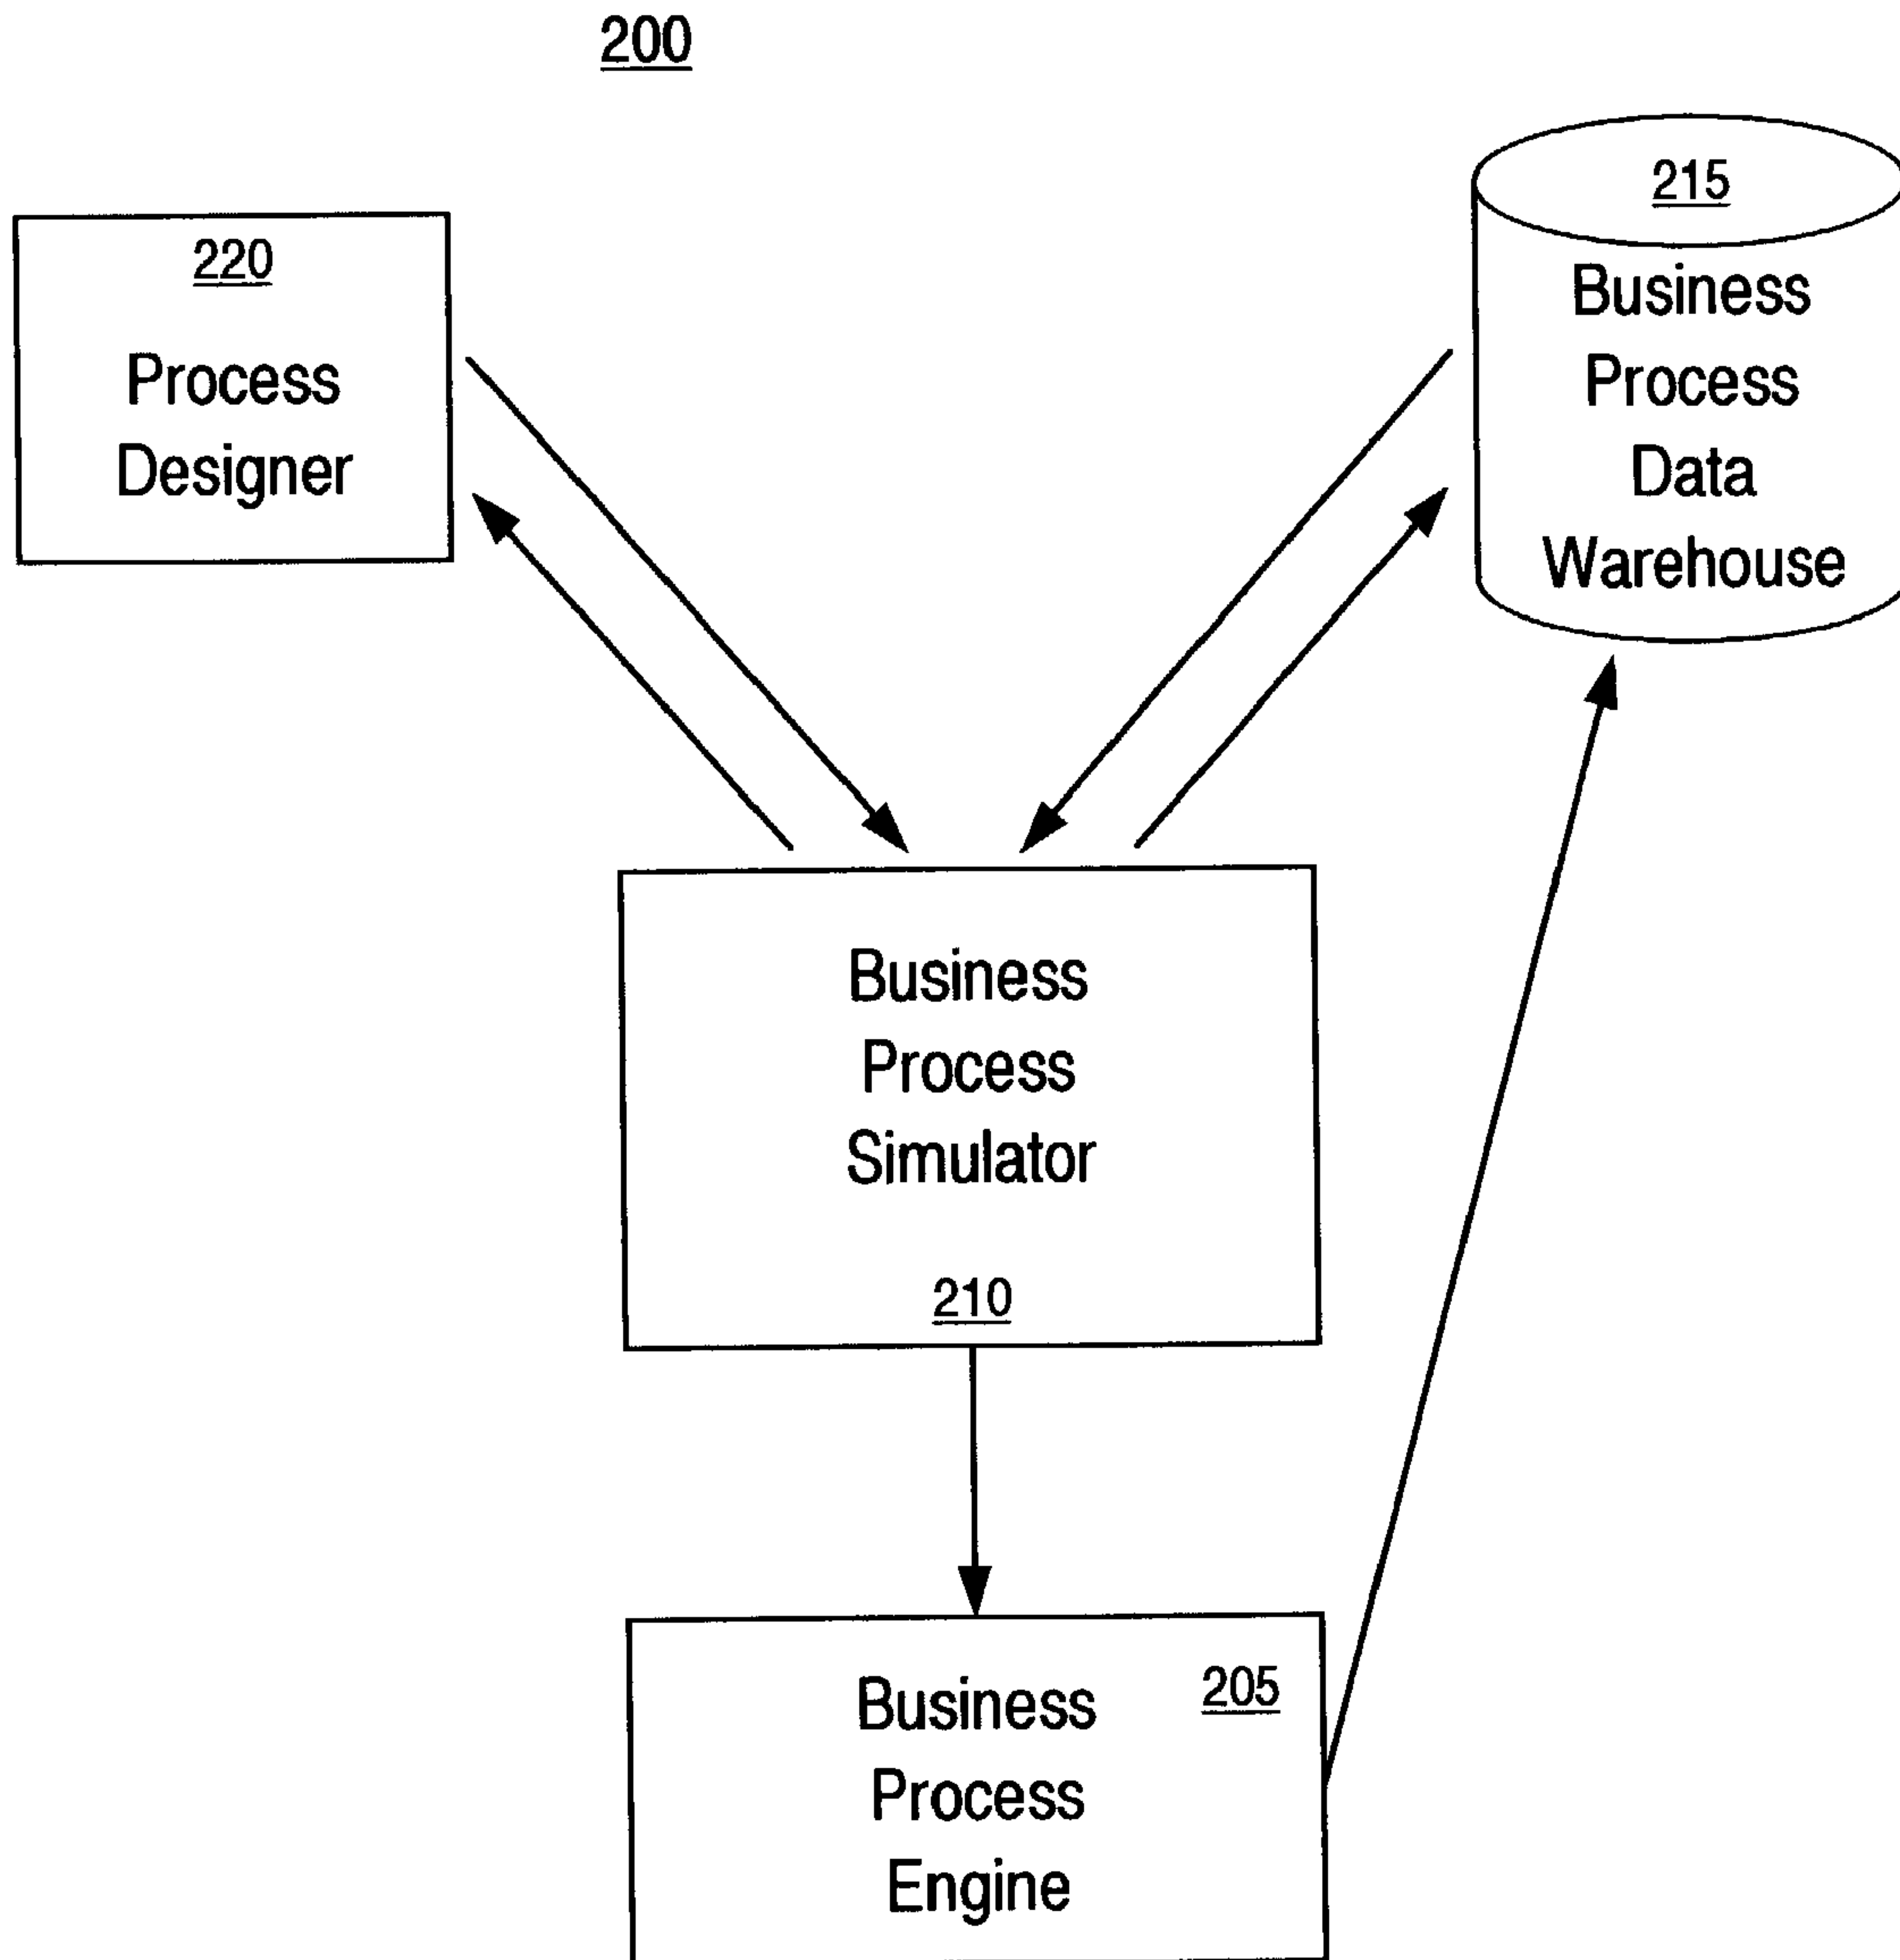 200
220
Process
Designer
215
Business
Process
Data
Warehouse
Business
Process
Simulator
210
Business
Process
Engine
205